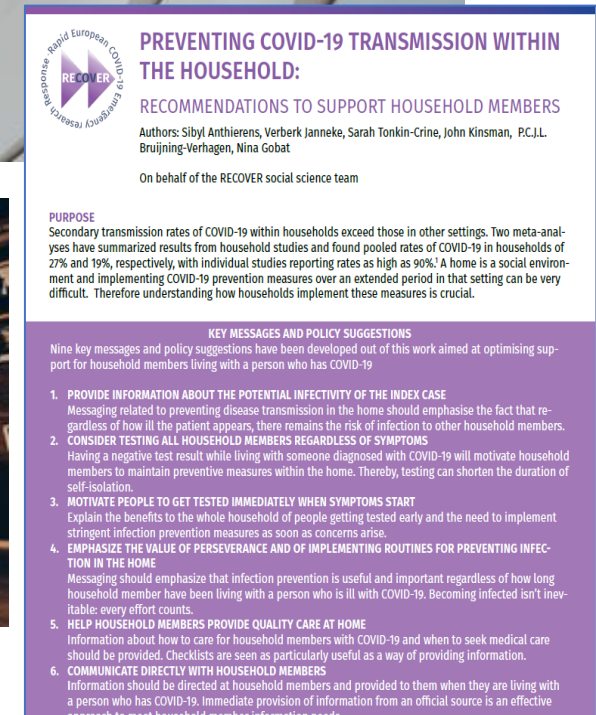 Rapid European COVID-19 Emergency research Response
RECOVER
PREVENTING COVID-19 TRANSMISSION WITHIN
THE HOUSEHOLD:
RECOMMENDATIONS TO SUPPORT HOUSEHOLD MEMBERS
Authors: Sibyl Anthierens, Verberk Janneke, Sarah Tonkin-Crine, John Kinsman, P.C.J.L.
Bruijning-Verhagen, Nina Gobat
On behalf of the RECOVER social science team
PURPOSE
Secondary transmission rates of COVID-19 within households exceed those in other settings. Two meta-anal-
yses have summarized results from household studies and found pooled rates of COVID-19 in households of
27% and 19%, respectively, with individual studies reporting rates as high as 90%.¹ A home is a social environ-
ment and implementing COVID-19 prevention measures over an extended period in that setting can be very
difficult. Therefore understanding how households implement these measures is crucial.
KEY MESSAGES AND POLICY SUGGESTIONS
Nine key messages and policy suggestions have been developed out of this work aimed at optimising sup-
port for household members living with a person who has COVID-19
1. PROVIDE INFORMATION ABOUT THE POTENTIAL INFECTIVITY OF THE INDEX CASE
Messaging related to preventing disease transmission in the home should emphasise the fact that re-
gardless of how ill the patient appears, there remains the risk of infection to other household members.
2. CONSIDER TESTING ALL HOUSEHOLD MEMBERS REGARDLESS OF SYMPTOMS
Having a negative test result while living with someone diagnosed with COVID-19 will motivate household
members to maintain preventive measures within the home. Thereby, testing can shorten the duration of
self-isolation.
3. MOTIVATE PEOPLE TO GET TESTED IMMEDIATELY WHEN SYMPTOMS START
Explain the benefits to the whole household of people getting tested early and the need to implement
stringent infection prevention measures as soon as concerns arise.
4. EMPHASIZE THE VALUE OF PERSEVERANCE AND OF IMPLEMENTING ROUTINES FOR PREVENTING INFEC-
TION IN THE HOME
Messaging should emphasize that infection prevention is useful and important regardless of how long
household member have been living with a person who is ill with COVID-19. Becoming infected isn't inev-
itable: every effort counts.
5. HELP HOUSEHOLD MEMBERS PROVIDE QUALITY CARE AT HOME
Information about how to care for household members with COVID-19 and when to seek medical care
should be provided. Checklists are seen as particularly useful as a way of providing information.
6. COMMUNICATE DIRECTLY WITH HOUSEHOLD MEMBERS
Information should be directed at household members and provided to them when they are living with
a person who has COVID-19. Immediate provision of information from an official source is an effective
approach to meet household member information needs.